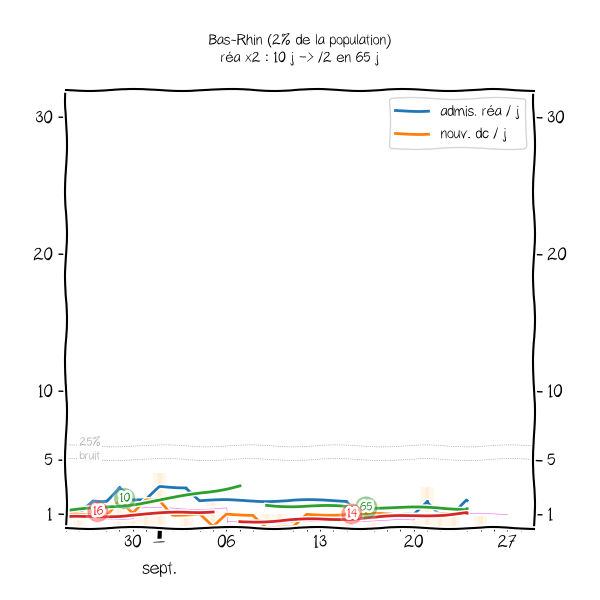 Bas-Rhin (2% de la population)
réa x2 : 10 j -> /2 en 65 j
admis. réa / j
nouv. dc / j
30 30
20 20
10 10
25%
bruit
5 5
10
16
65
14
1 1
30 1 06 13 20 27
sept.